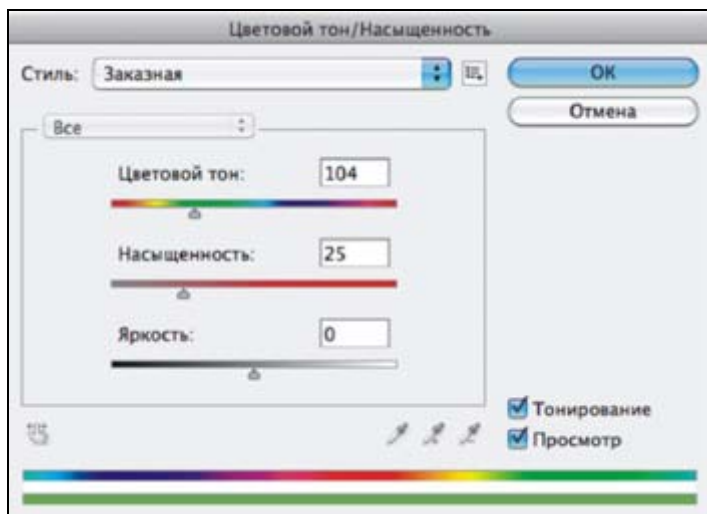 Цветовой тон/Насыщенность
Стиль: Заказная
OK
Отмена
Все
Цветовой тон: 104
Насыщенность: 25
Яркость: 0
Тонирование
Просмотр